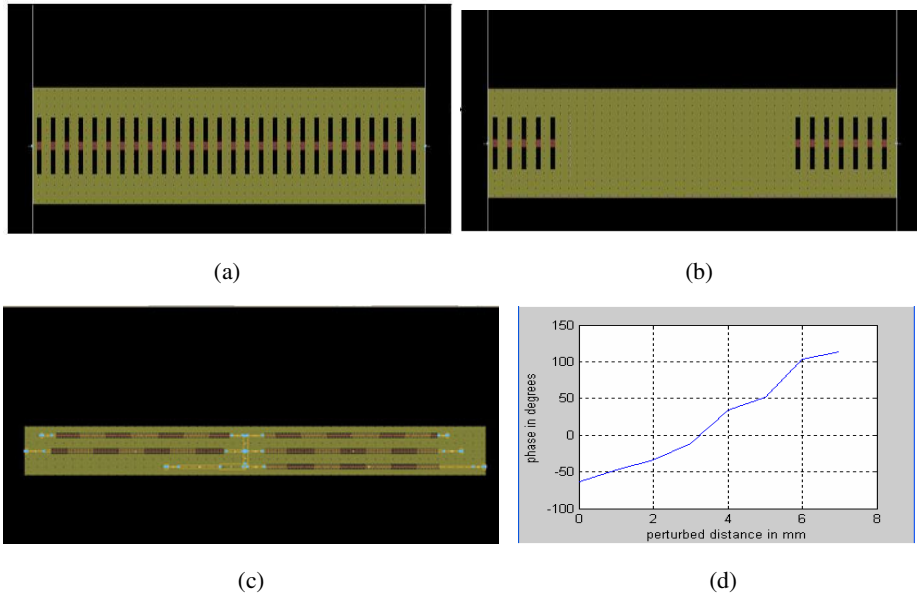 (a)
(b)
150
100
50
0
-50
-100
phase in degrees
0 2 4 6 8
perturbed distance in mm
(c)
(d)